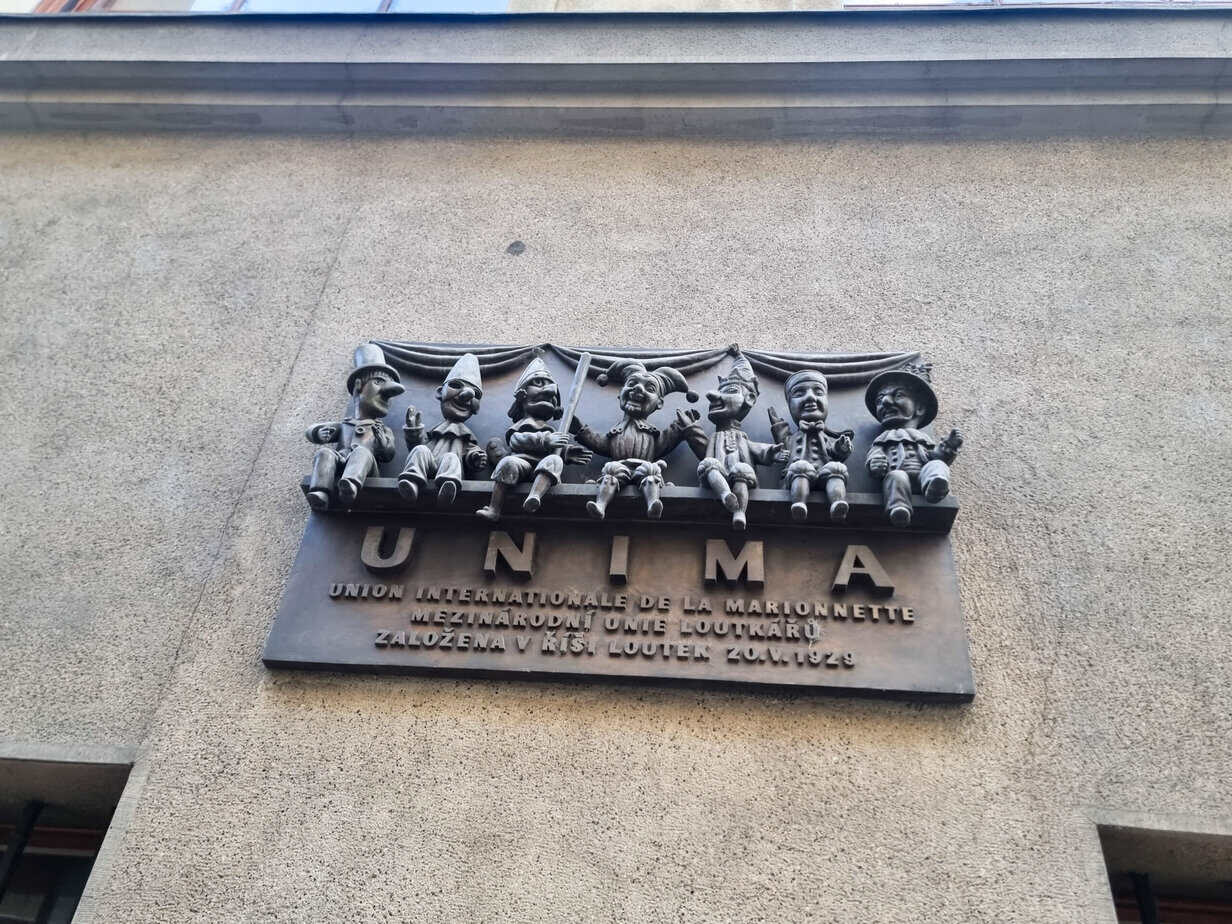 UNIMA
UNION INTERNATIONALE DE LA MARIONNETTE
MEZINÁRODNÍ UNIE LOUTKÁŘŮ
ZALOŽENA V ŘÍŠI LOUTEK 20.V.1929